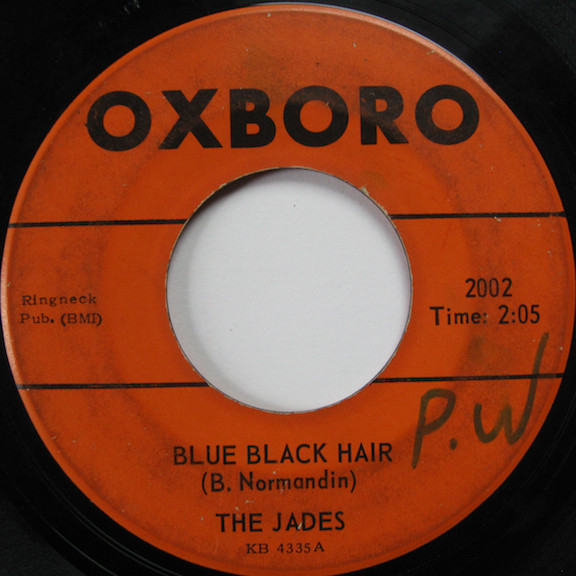 OXBORO
Ringneck
Pub. (BMI)
2002
Time: 2:05
P.W
BLUE BLACK HAIR
(B. Normandin)
THE JADES
KB 4335A